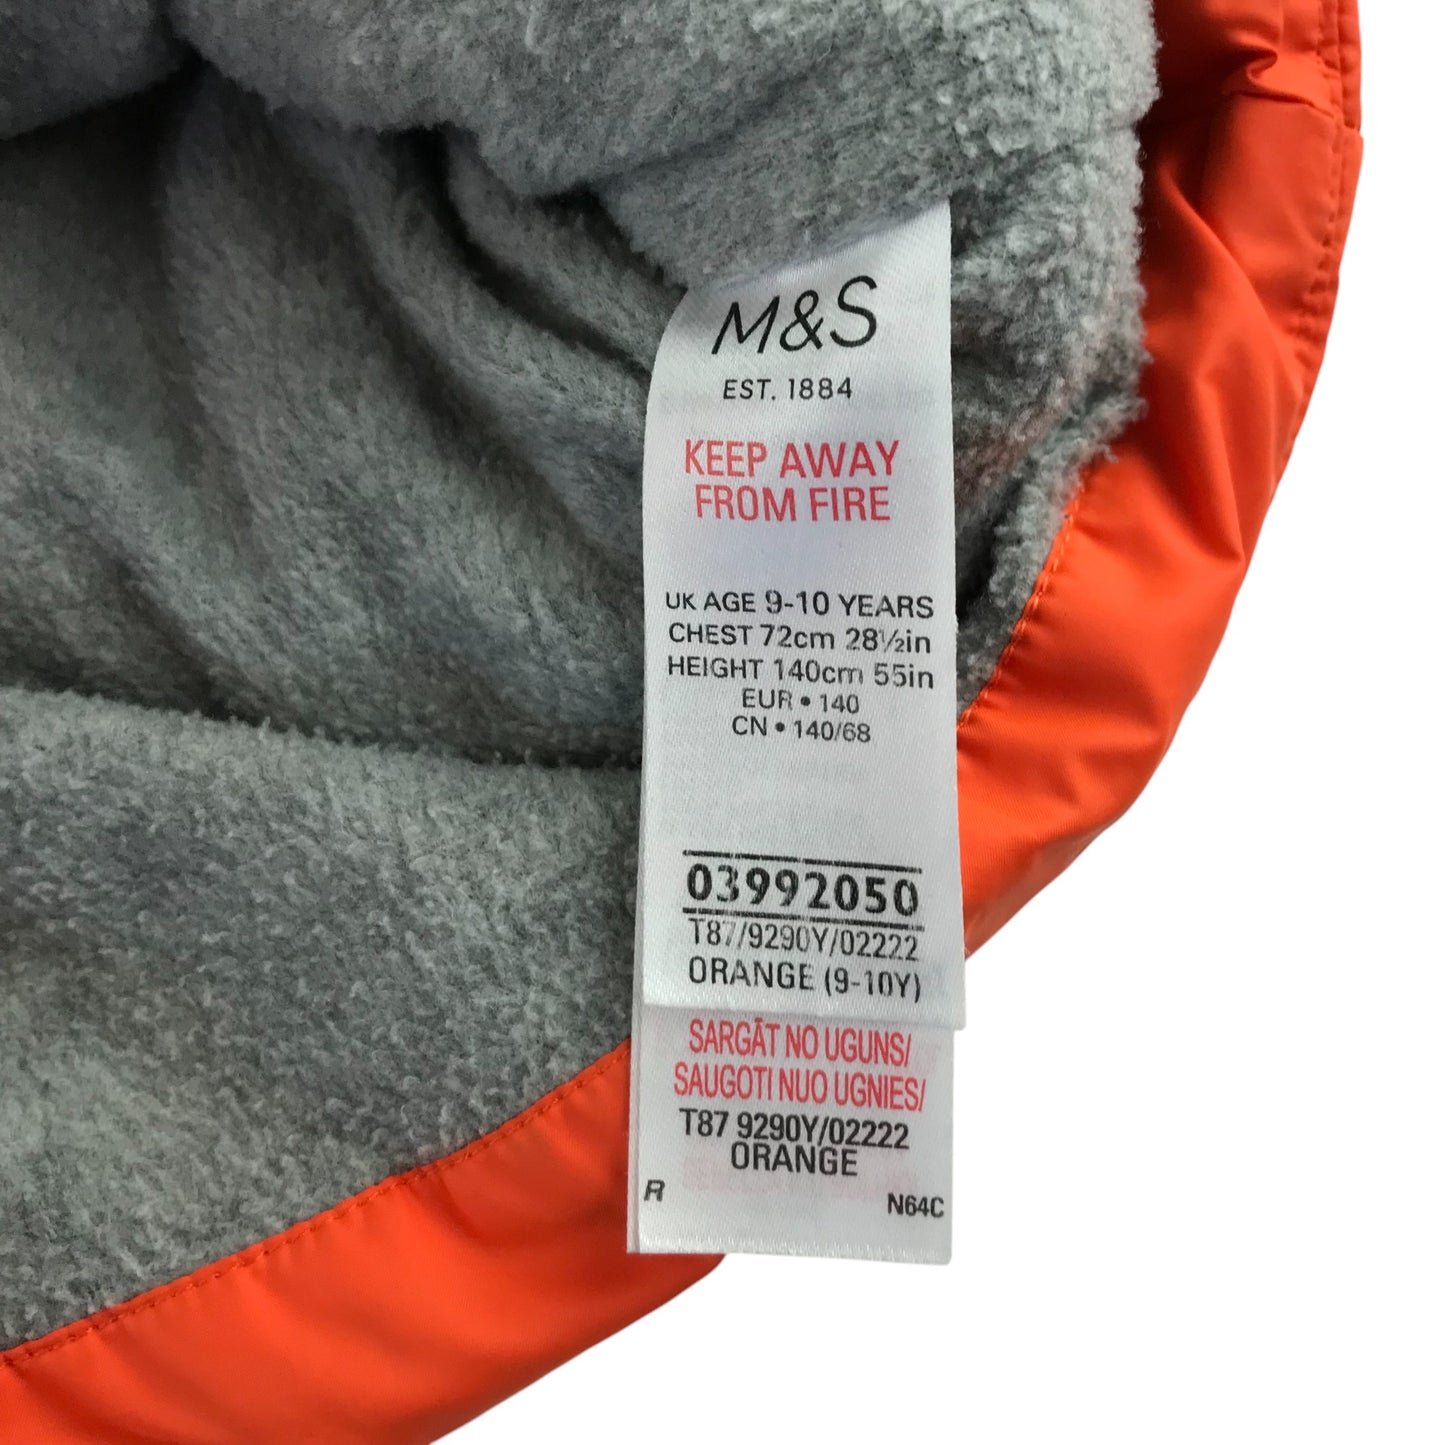 M&S
EST. 1884
KEEP AWAY
FROM FIRE
UK AGE 9-10 YEARS
CHEST 72cm 28½in
HEIGHT 140cm 55in
EUR • 140
CN • 140/68
03992050
T87/9290Y/02222
ORANGE (9-10Y)
SARGĀT NO UGUNS/
SAUGOTI NUO UGNIES/
T87 9290Y/02222
ORANGE
R N64C